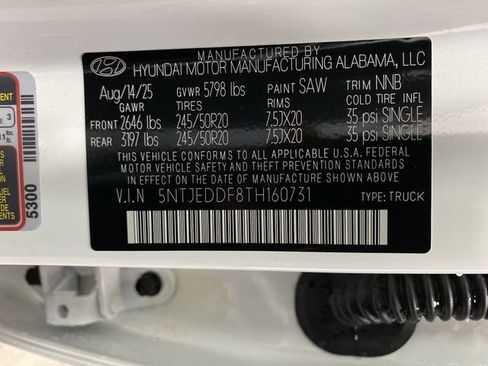 MANUFACTURED BY
HYUNDAI MOTOR MANUFACTURING ALABAMA, LLC
Aug/14/25 GVWR 5798 lbs PAINT SAW TRIM NNB
GAWR TIRES RIMS COLD TIRE INFL.
FRONT 2646 lbs 245/50R20 7.5JX20 35 psi SINGLE
REAR 3197 lbs 245/50R20 7.5JX20 35 psi SINGLE
THIS VEHICLE CONFORMS TO ALL APPLICABLE U.S.A. FEDERAL
MOTOR VEHICLE SAFETY AND THEFT PREVENTION STANDARDS
IN EFFECT ON THE DATE OF MANUFACTURE SHOWN ABOVE.
V.I.N 5NTJEDDF8TH160731 TYPE: TRUCK
5300
3